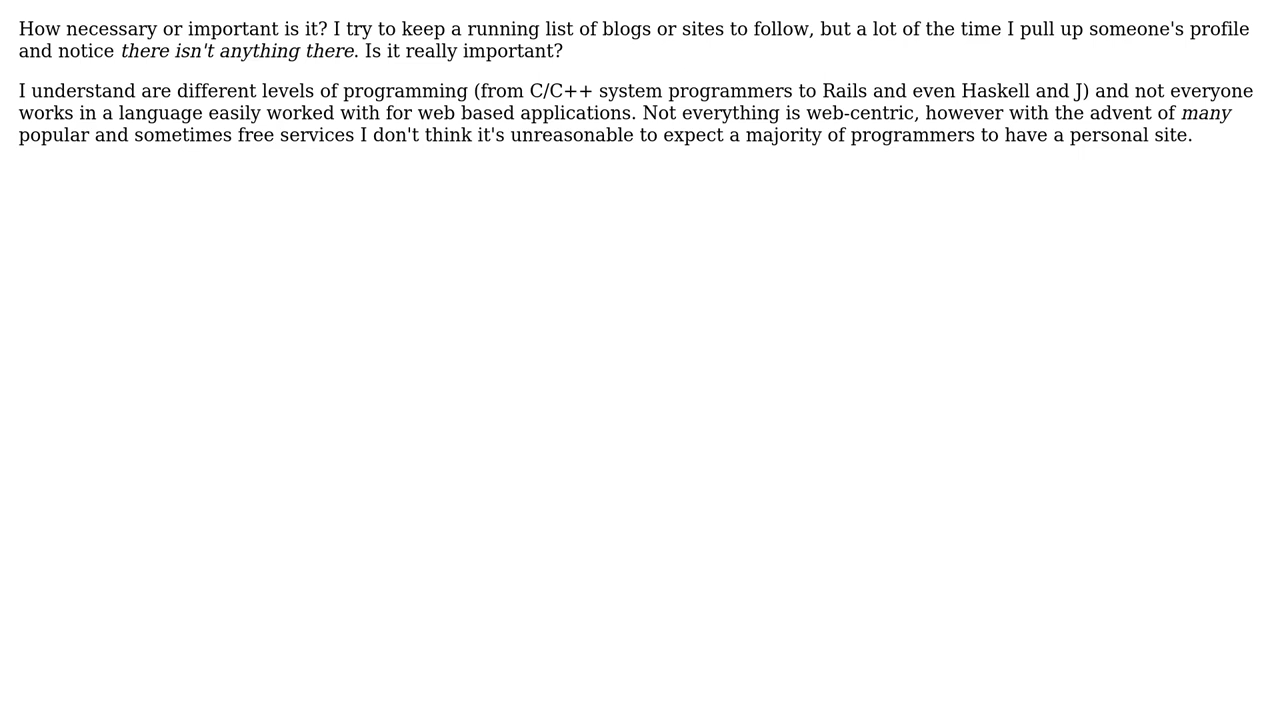 How necessary or important is it? I try to keep a running list of blogs or sites to follow, but a lot of the time I pull up someone's profile
and notice there isn't anything there. Is it really important?
I understand are different levels of programming (from C/C++ system programmers to Rails and even Haskell and J) and not everyone
works in a language easily worked with for web based applications. Not everything is web-centric, however with the advent of many
popular and sometimes free services I don't think it's unreasonable to expect a majority of programmers to have a personal site.